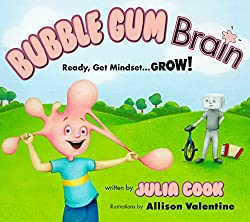 BUBBLE GUM Brain
Ready, Get Mindset...GROW!
written by JULIA COOK
Illustrations by Allison Valentine